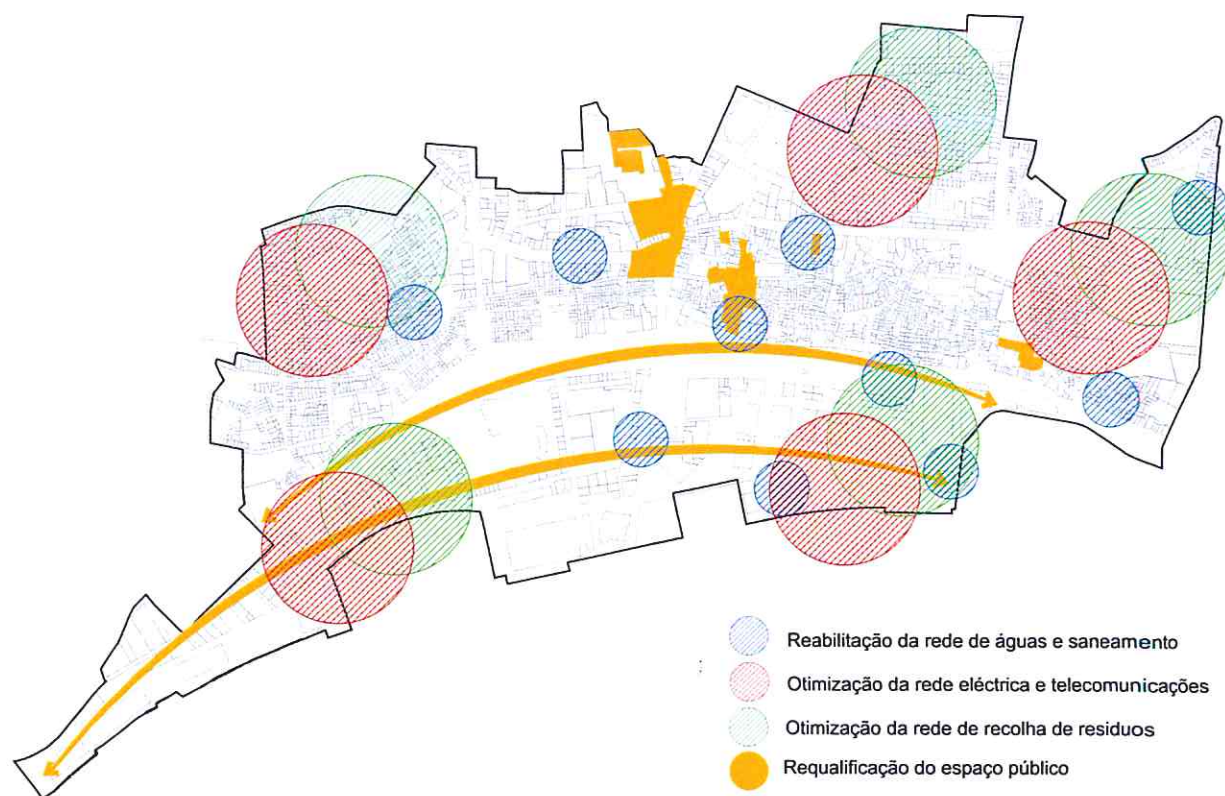 Reabilitação da rede de águas e saneamento
Otimização da rede eléctrica e telecomunicações
Otimização da rede de recolha de residuos
Requalificação do espaço público